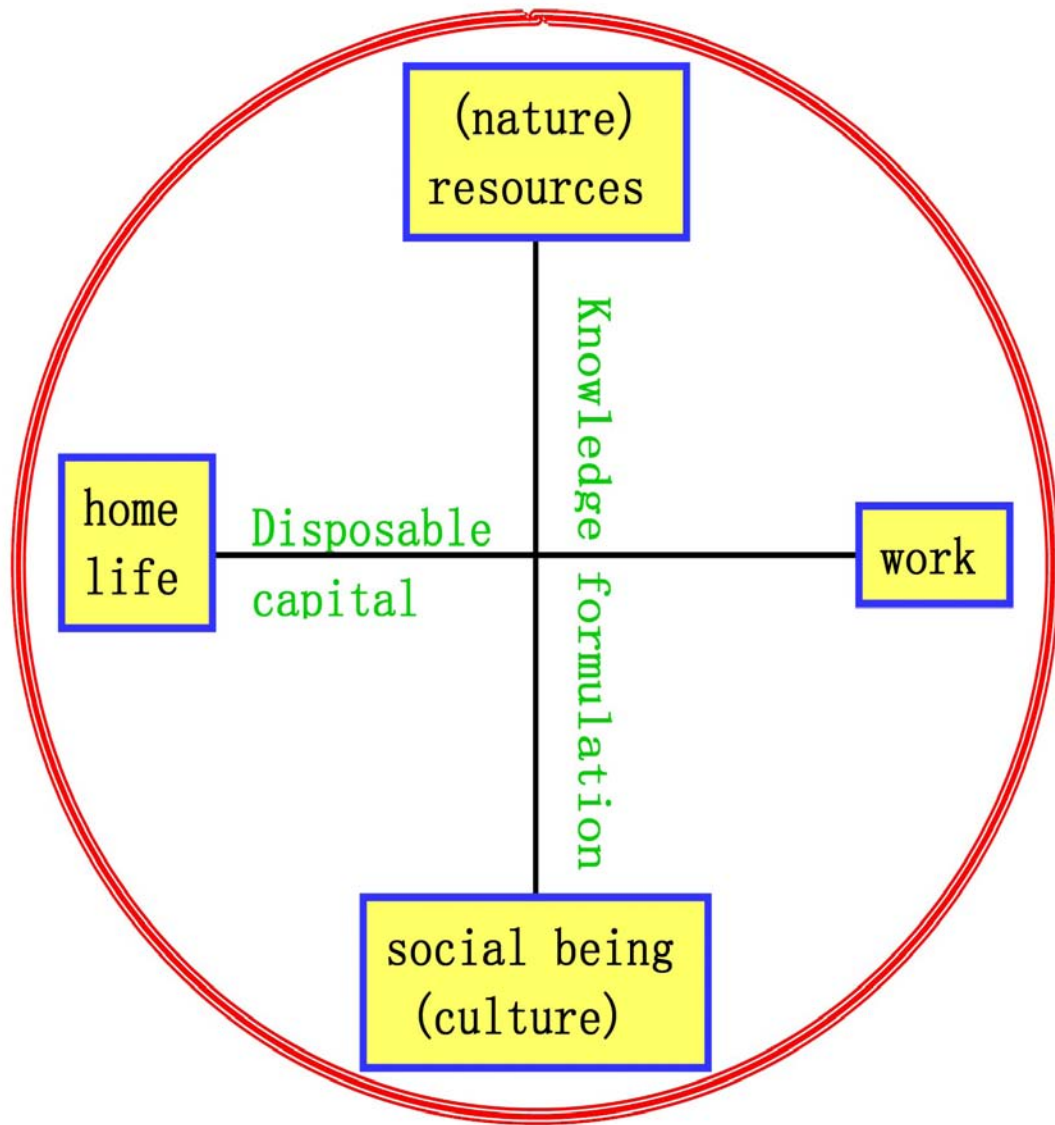 (nature)
resources
Knowledge formulation
home
life
Disposable
capital
work
social being
(culture)